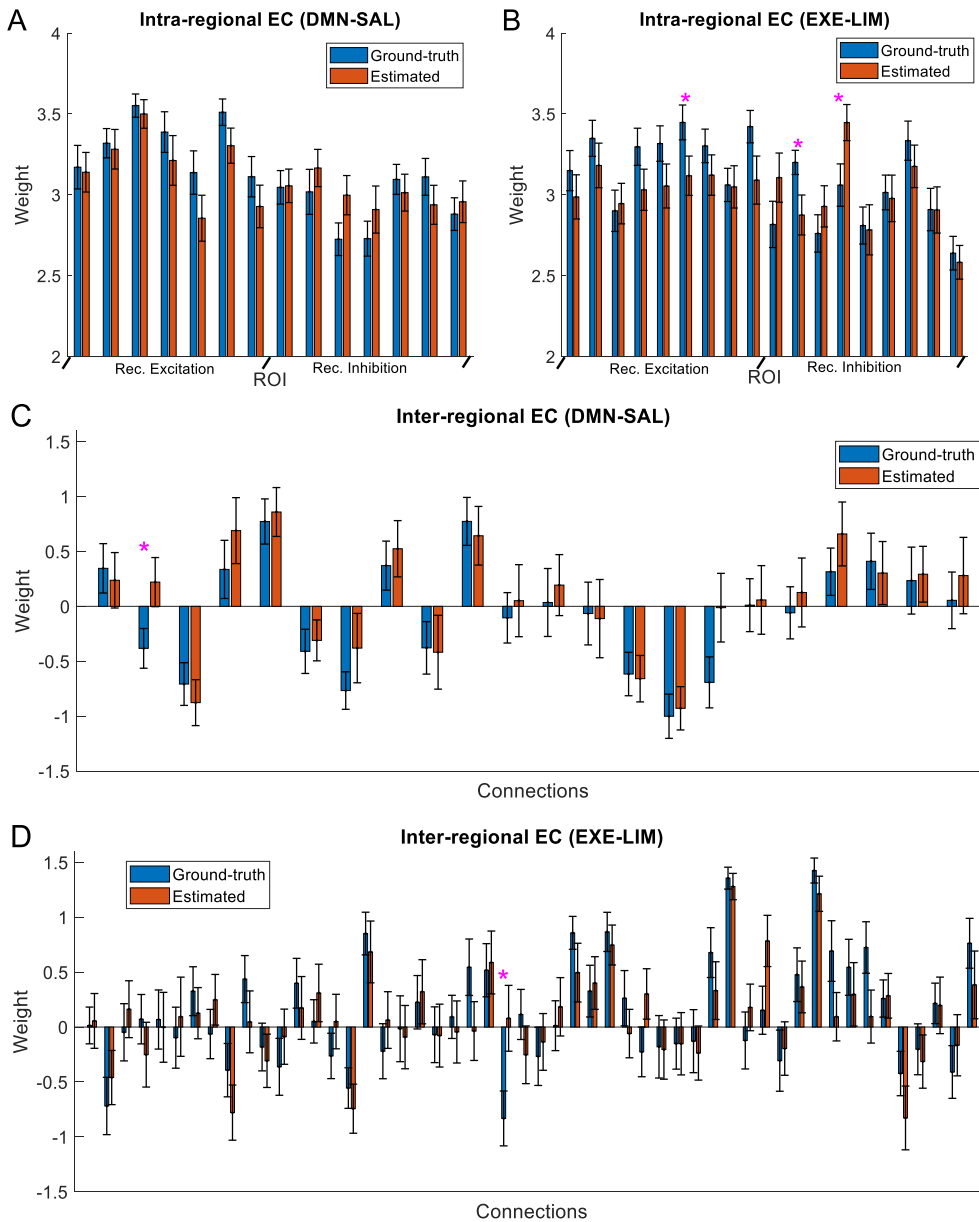 A
Intra-regional EC (DMN-SAL)
Ground-truth
Estimated
4
3.5
3
2.5
2
Weight
Rec. Excitation
Rec. Inhibition
ROI
B
Intra-regional EC (EXE-LIM)
Ground-truth
Estimated
4
3.5
3
2.5
2
Weight
*
*
*
Rec. Excitation
Rec. Inhibition
ROI
C
Inter-regional EC (DMN-SAL)
Ground-truth
Estimated
1.5
1
0.5
0
-0.5
-1
-1.5
Weight
*
Connections
D
Inter-regional EC (EXE-LIM)
Ground-truth
Estimated
1.5
1
0.5
0
-0.5
-1
-1.5
Weight
*
Connections